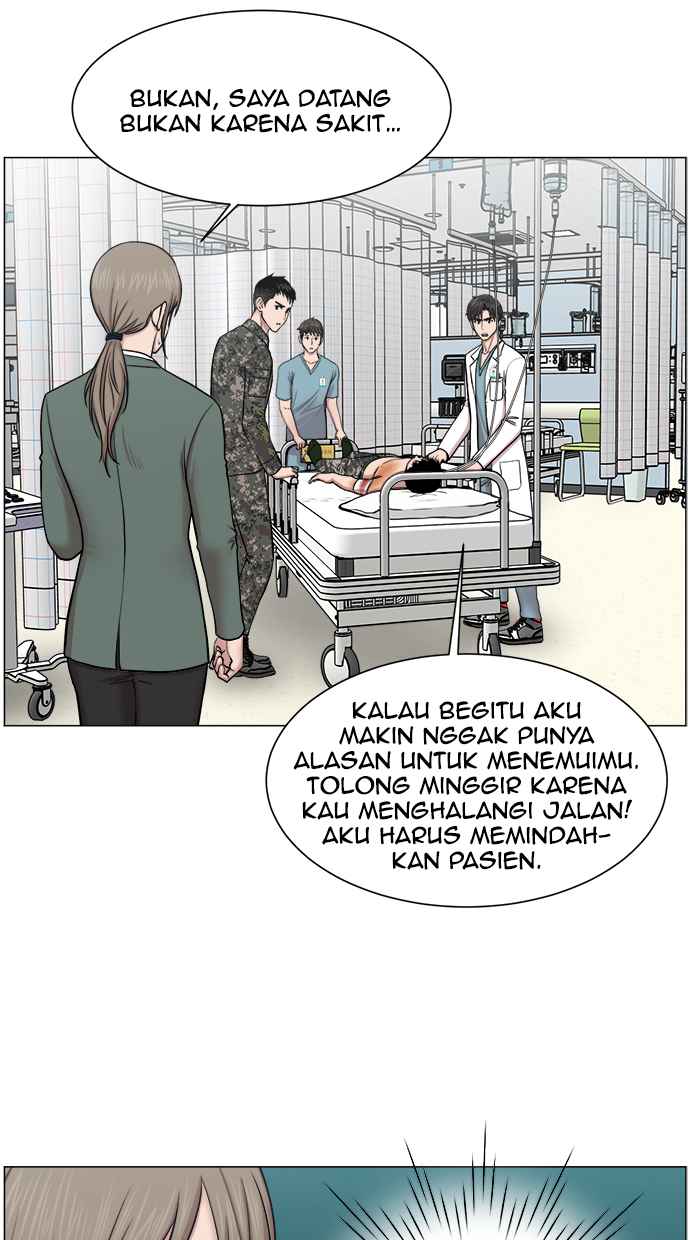 BUKAN, SAYA DATANG
BUKAN KARENA SAKIT...
KALAU BEGITU AKU
MAKIN NGGAK PUNYA
ALASAN UNTUK MENEMUIMU.
TOLONG MINGGIR KARENA
KAU MENGHALANGI JALAN!
AKU HARUS MEMINDAH-
KAN PASIEN.